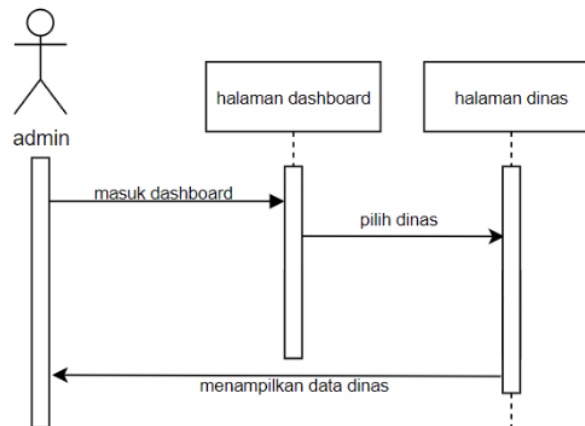 halaman dashboard
halaman dinas
admin
masuk dashboard
pilih dinas
menampilkan data dinas